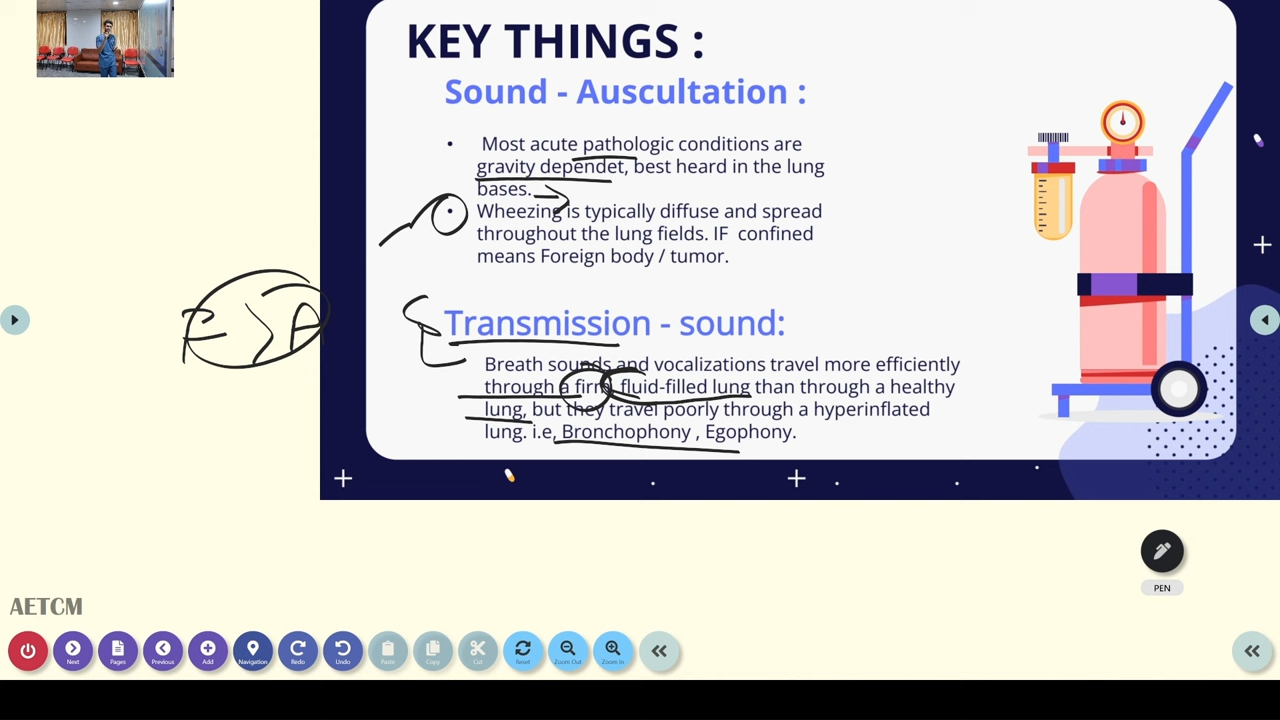 KEY THINGS :
Sound - Auscultation :
• Most acute pathologic conditions are
gravity dependet, best heard in the lung
bases.
• Wheezing is typically diffuse and spread
throughout the lung fields. IF confined
means Foreign body / tumor.
F > A
Transmission - sound:
Breath sounds and vocalizations travel more efficiently
through a firm, fluid-filled lung than through a healthy
lung, but they travel poorly through a hyperinflated
lung. i.e, Bronchophony , Egophony.
PEN
AETCM
Next
Pages
Previous
Add
Navigation
Redo
Undo
Paste
Copy
Cut
Reset
Zoom Out
Zoom In